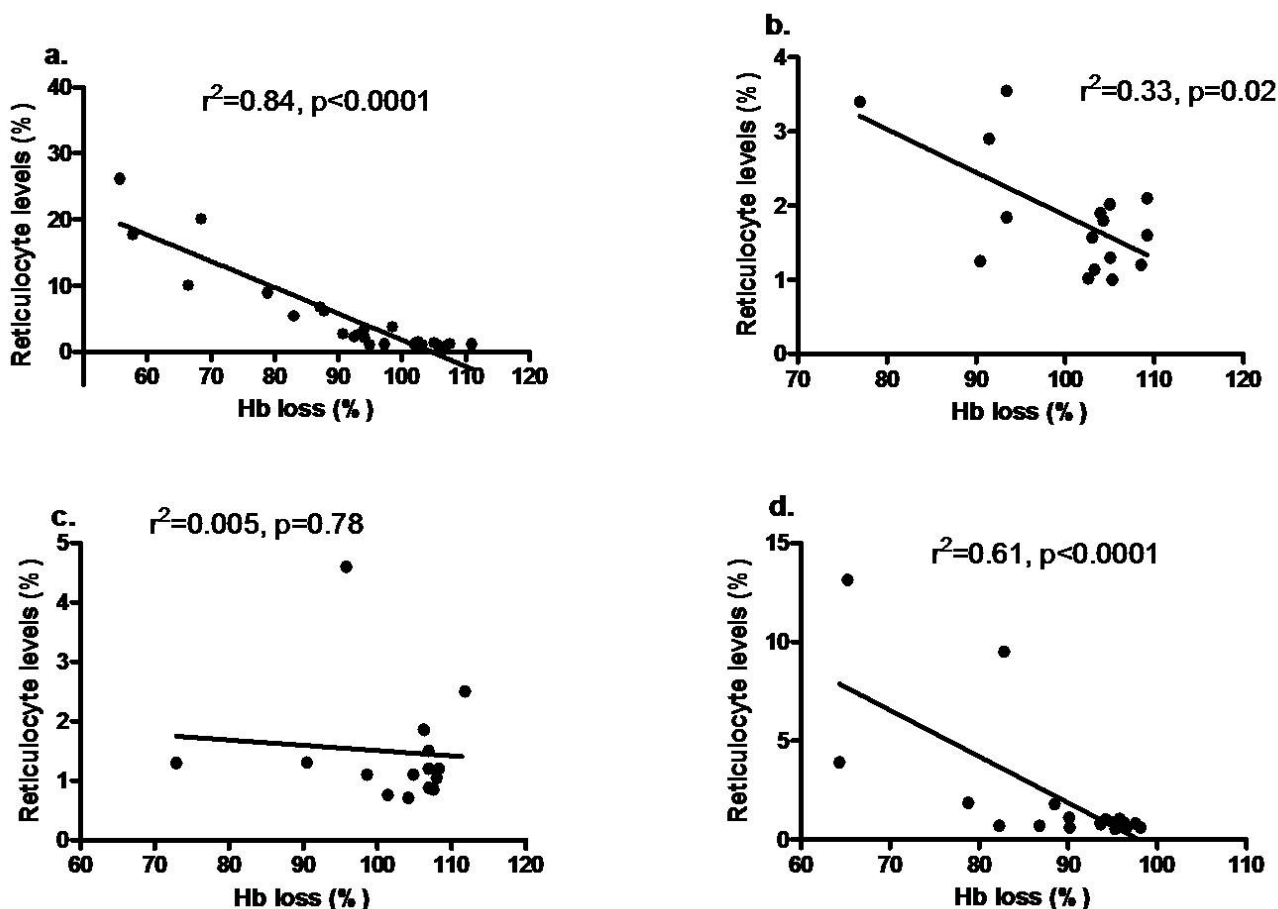 a.
r²=0.84, p<0.0001
Reticulocyte levels (%)
40
30
20
10
0
60 70 80 90 100 110 120
Hb loss (%)
b.
r²=0.33, p=0.02
Reticulocyte levels (%)
4
3
2
1
0
70 80 90 100 110 120
Hb loss (%)
c.
r²=0.005, p=0.78
Reticulocyte levels (%)
5
4
3
2
1
0
60 70 80 90 100 110 120
Hb loss (%)
d.
r²=0.61, p<0.0001
Reticulocyte levels (%)
15
10
5
0
60 70 80 90 100 110
Hb loss (%)